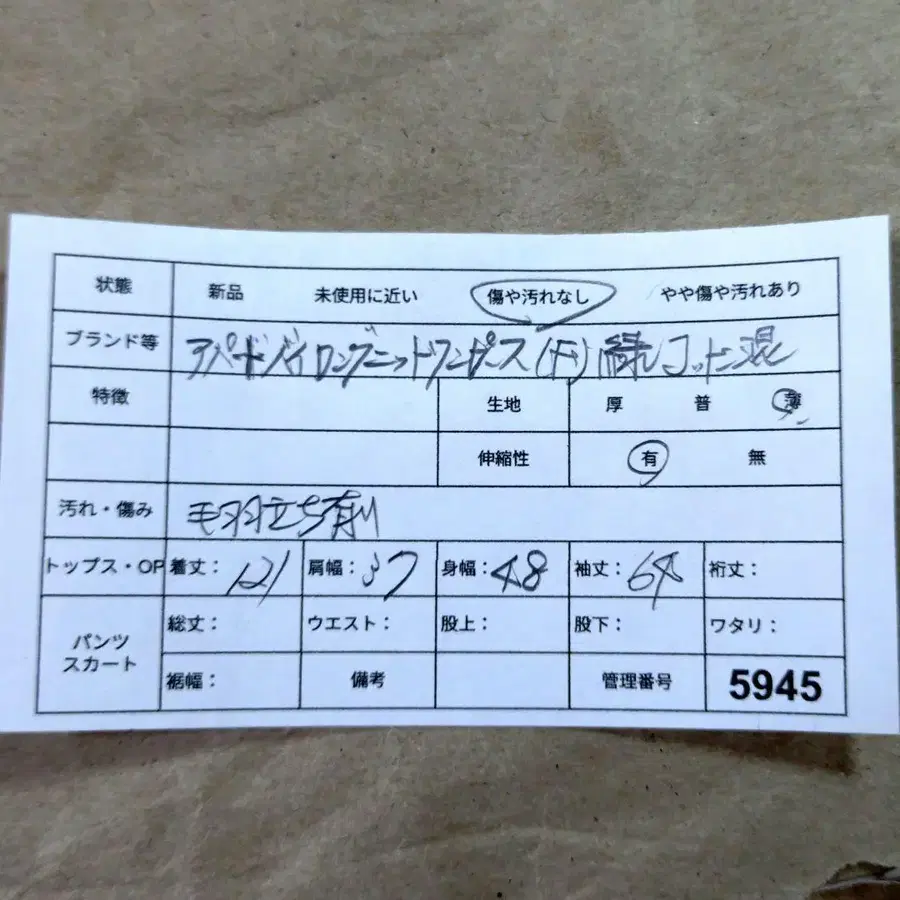 状態 新品 未使用に近い 傷や汚れなし やや傷や汚れあり
ブランド等 アパードバイ ロングニットワンピース (F) 緑 コットン混
特徴 生地 厚 普 薄
伸縮性 有 無
汚れ・傷み 毛羽立ち有り
トップス・OP 着丈: 121 肩幅: 37 身幅: 48 袖丈: 64 裄丈:
パンツ スカート 総丈: ウエスト: 股上: 股下: ワタリ:
裾幅: 備考 管理番号 5945